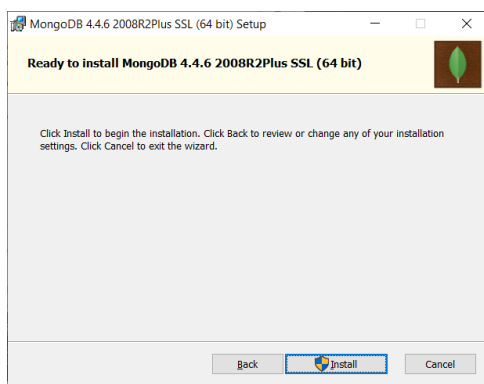 MongoDB 4.4.6 2008R2Plus SSL (64 bit) Setup
Ready to install MongoDB 4.4.6 2008R2Plus SSL (64 bit)
Click Install to begin the installation. Click Back to review or change any of your installation
settings. Click Cancel to exit the wizard.
Back Install Cancel